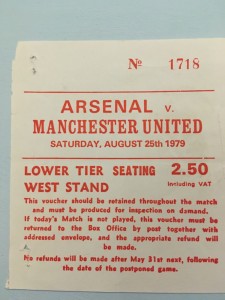 No 1718
ARSENAL v.
MANCHESTER UNITED
SATURDAY, AUGUST 25th 1979
LOWER TIER SEATING 2.50
WEST STAND Including VAT
This voucher should be retained throughout the match
and must be produced for inspection on demand.
If today's Match is not played, this voucher must be
returned to the Box Office by post together with
addressed envelope, and the appropriate refund will
be made.
No refunds will be made after May 31st next, following
the date of the postponed game.